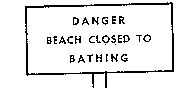 DANGER
BEACH CLOSED TO
BATHING